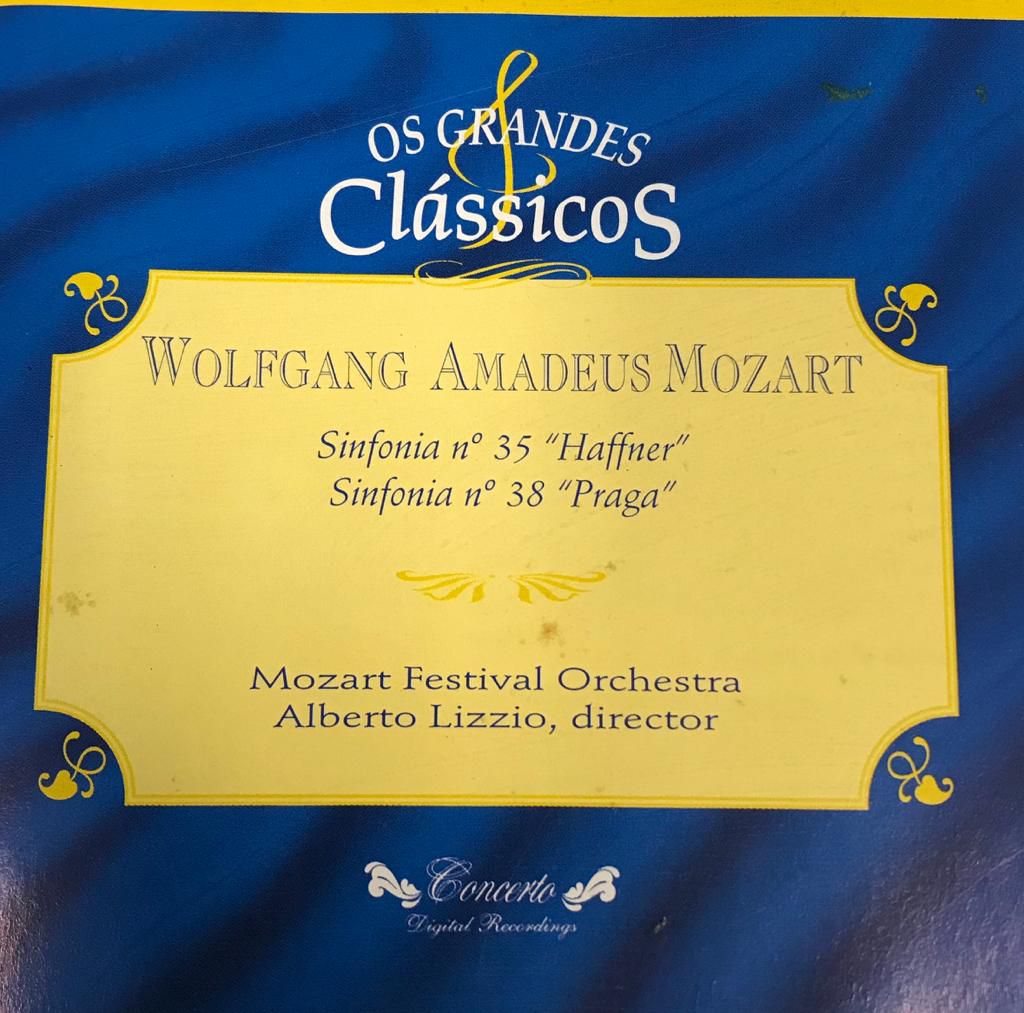 OS GRANDES
ClássicoS
WOLFGANG AMADEUS MOZART
Sinfonia nº 35 "Haffner"
Sinfonia nº 38 "Praga"
Mozart Festival Orchestra
Alberto Lizzio, director
Concerto
Digital Recordings